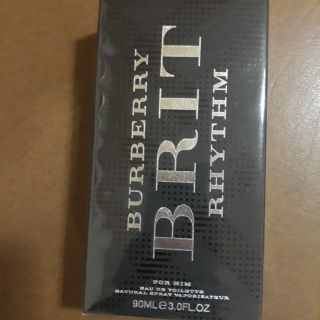 BURBERRY
BRIT
RHYTHM
FOR HIM
EAU DE TOILETTE
NATURAL SPRAY VAPORISATEUR
90ML ℮ 3.0FL.OZ